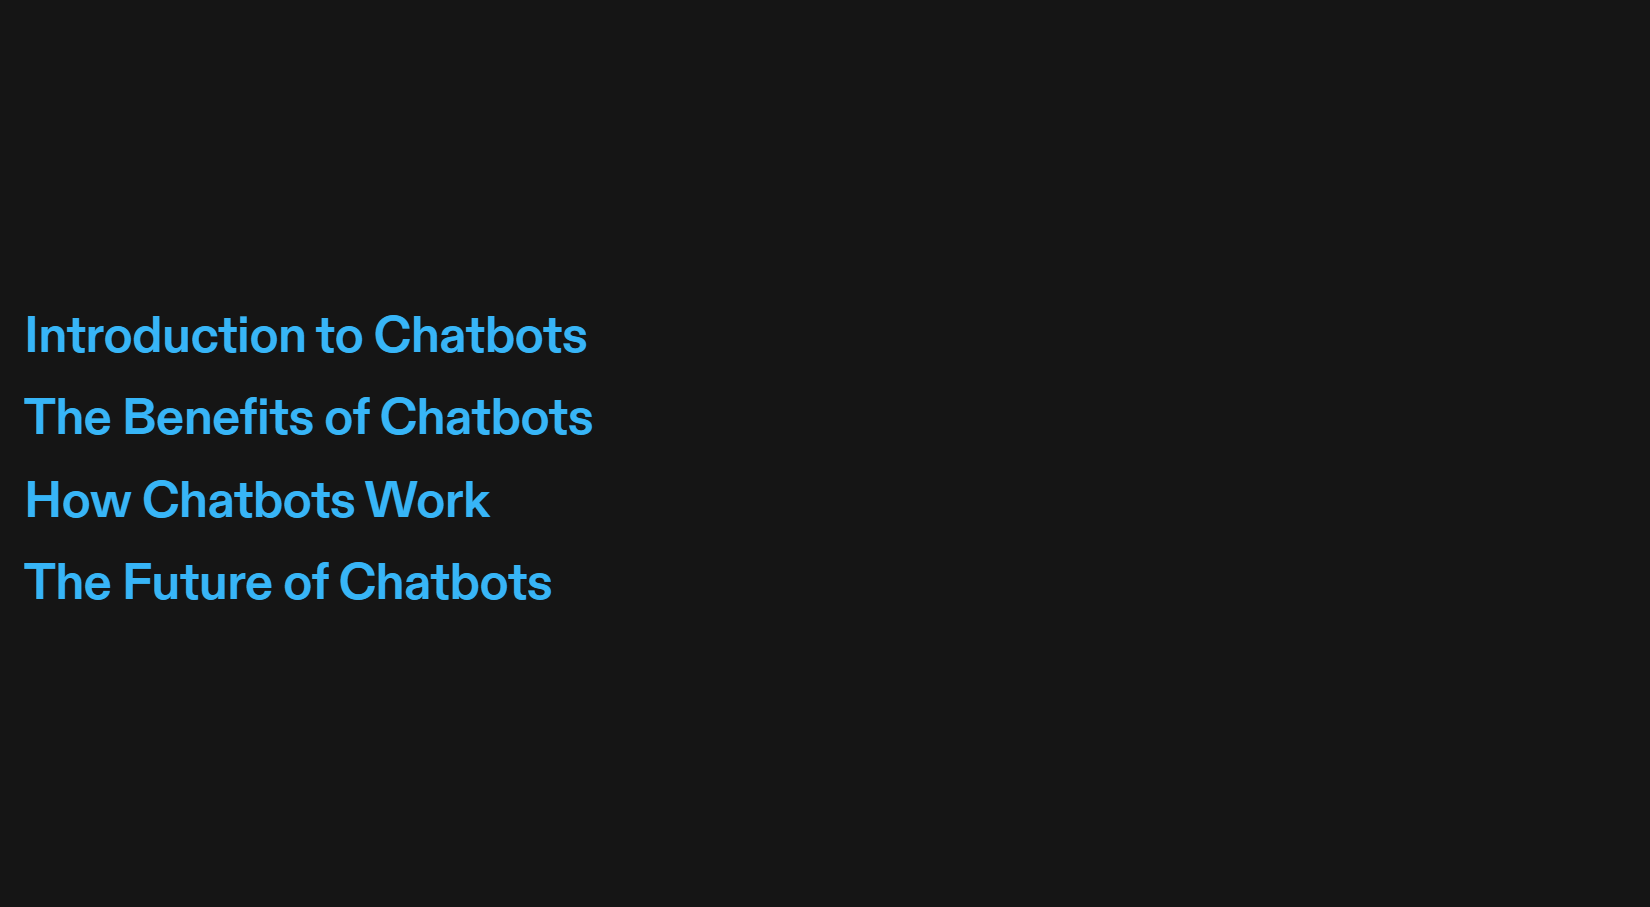 Introduction to Chatbots
The Benefits of Chatbots
How Chatbots Work
The Future of Chatbots